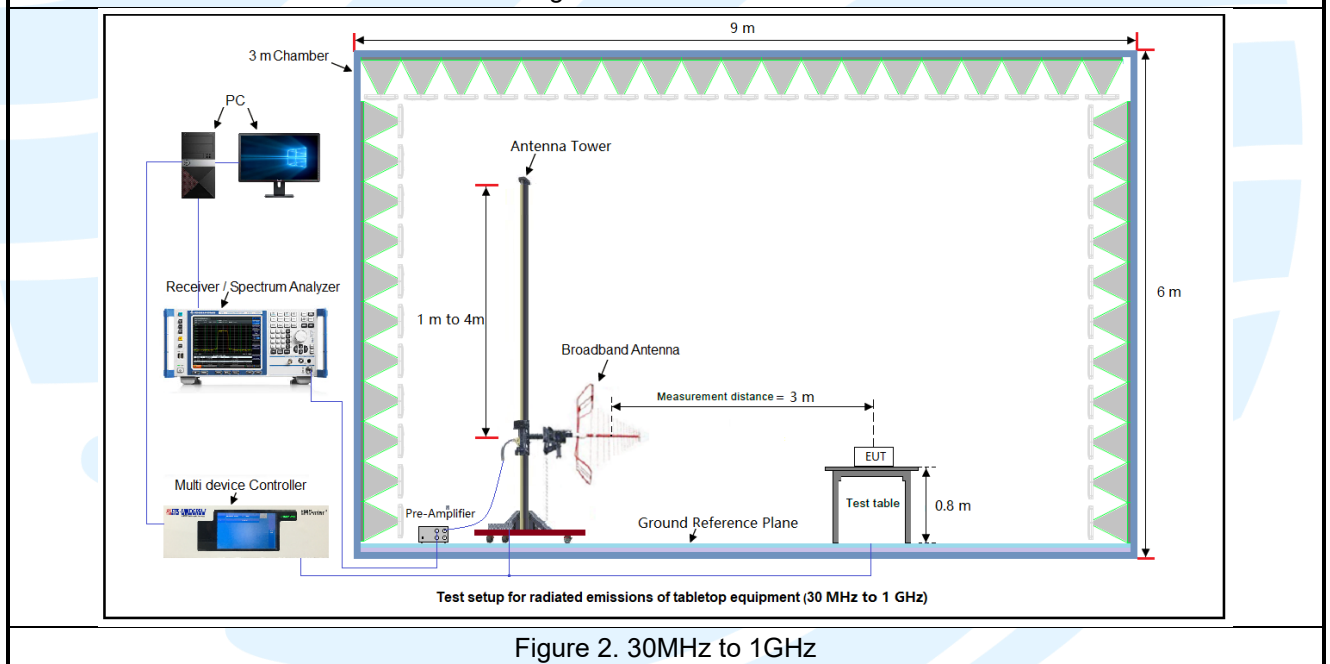 9 m
3 m Chamber
PC
Antenna Tower
Receiver / Spectrum Analyzer
6 m
1 m to 4m
Broadband Antenna
Measurement distance = 3 m
EUT
Multi device Controller
Pre-Amplifier
Test table
0.8 m
Ground Reference Plane
Test setup for radiated emissions of tabletop equipment (30 MHz to 1 GHz)
Figure 2. 30MHz to 1GHz